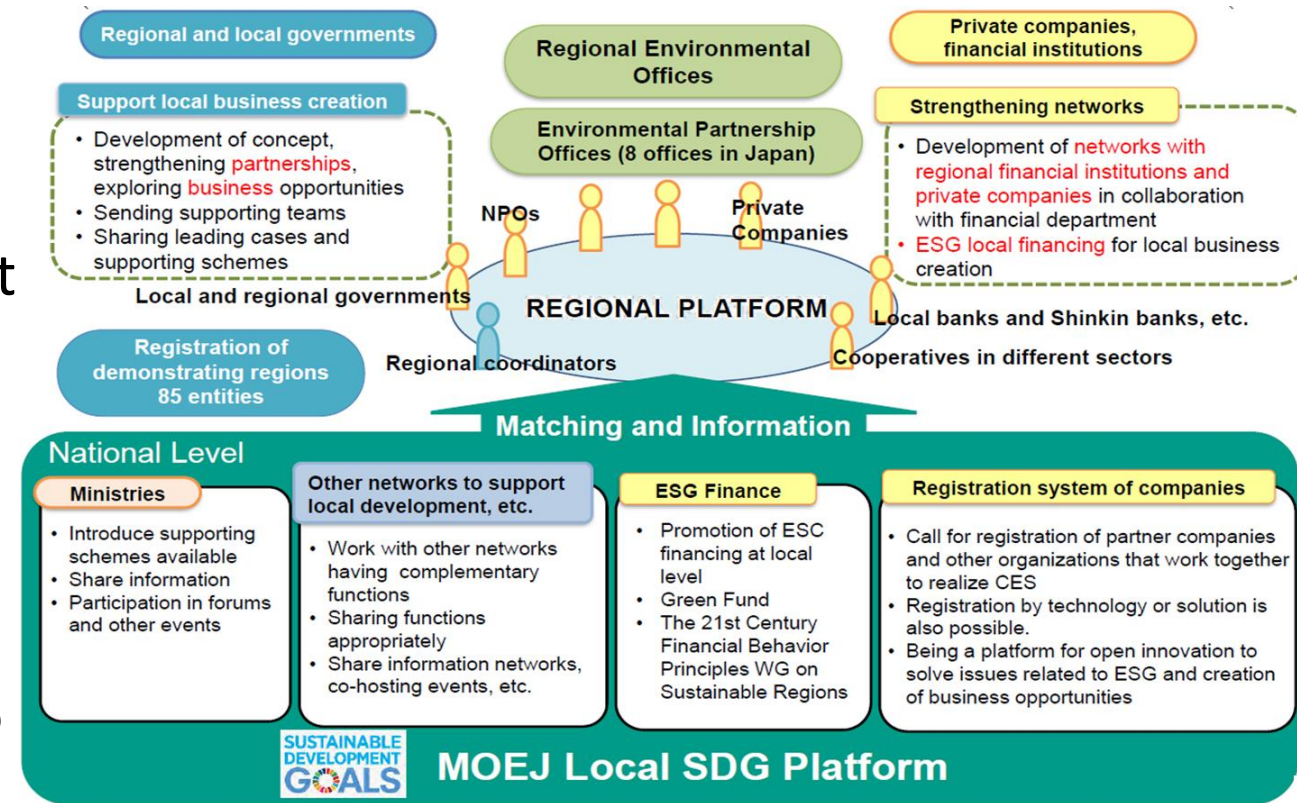 Regional and local governments
Support local business creation
• Development of concept,
strengthening partnerships,
exploring business opportunities
• Sending supporting teams
• Sharing leading cases and
supporting schemes
Regional Environmental
Offices
Environmental Partnership
Offices (8 offices in Japan)
Private companies,
financial institutions
Strengthening networks
• Development of networks with
regional financial institutions and
private companies in collaboration
with financial department
• ESG local financing for local business
creation
NPOs
Private
Companies
Local and regional governments
REGIONAL PLATFORM
Local banks and Shinkin banks, etc.
Regional coordinators
Cooperatives in different sectors
Registration of
demonstrating regions
85 entities
Matching and Information
National Level
Ministries
• Introduce supporting
schemes available
• Share information
• Participation in forums
and other events
Other networks to support
local development, etc.
• Work with other networks
having complementary
functions
• Sharing functions
appropriately
• Share information networks,
co-hosting events, etc.
ESG Finance
• Promotion of ESC
financing at local
level
• Green Fund
• The 21st Century
Financial Behavior
Principles WG on
Sustainable Regions
Registration system of companies
• Call for registration of partner companies
and other organizations that work together
to realize CES
• Registration by technology or solution is
also possible.
• Being a platform for open innovation to
solve issues related to ESG and creation
of business opportunities
SUSTAINABLE
DEVELOPMENT
GOALS
MOEJ Local SDG Platform